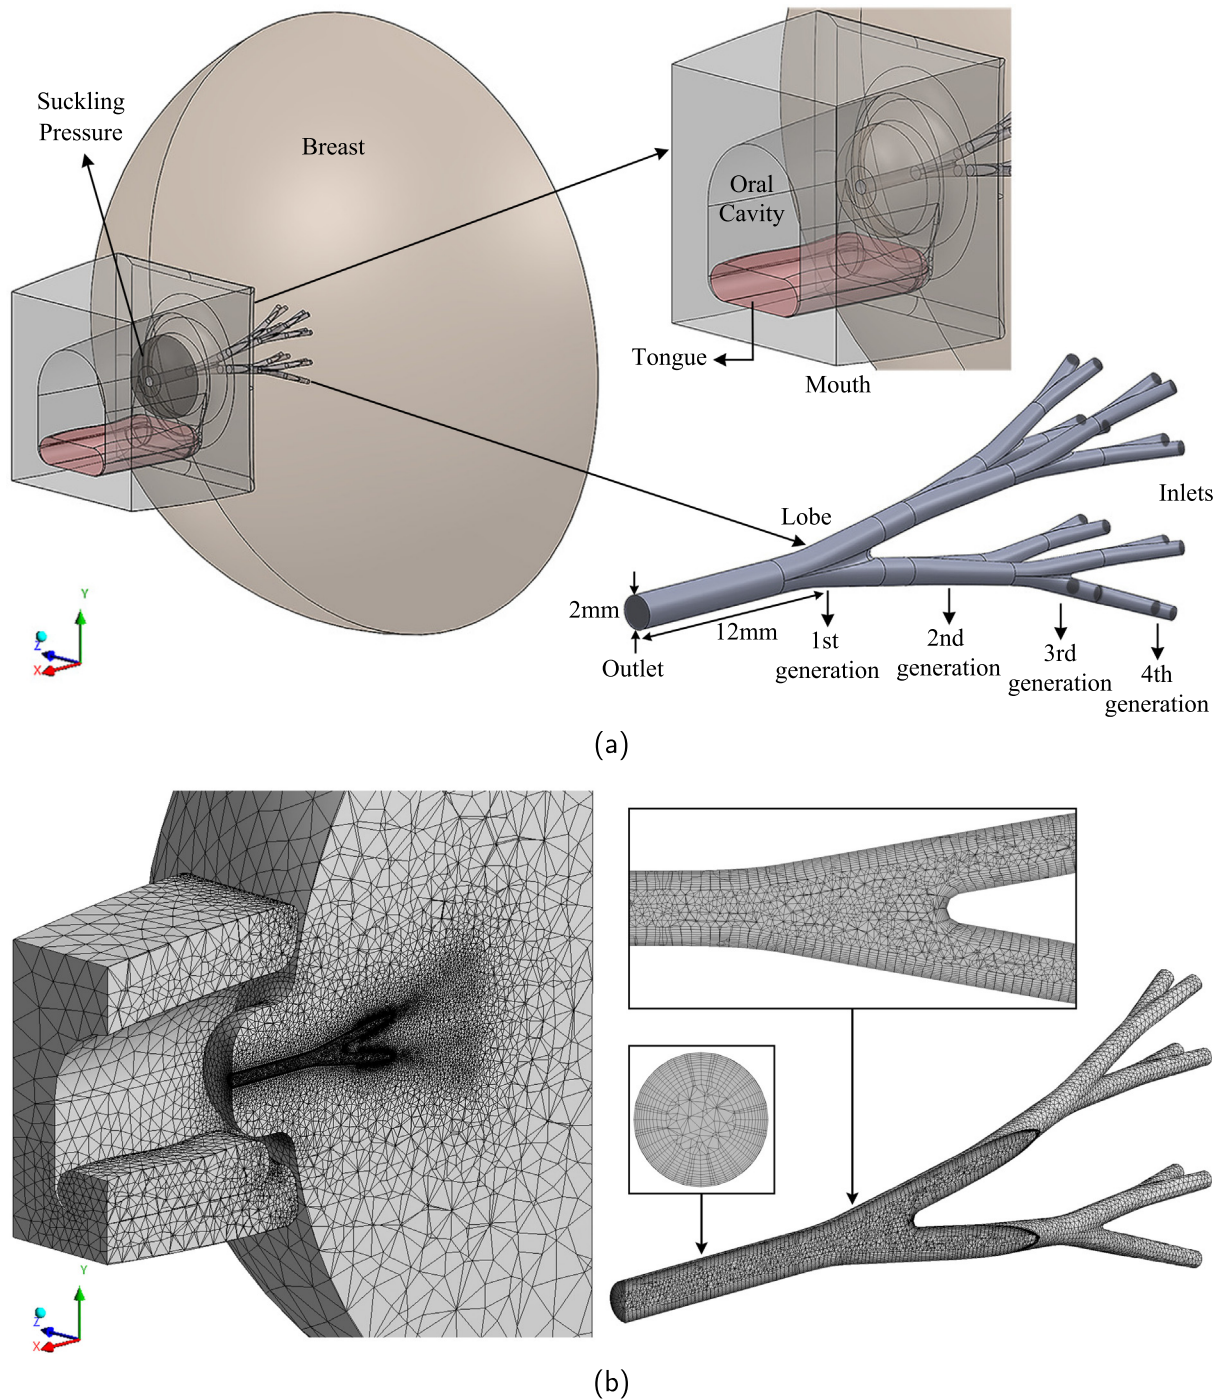 Suckling
Pressure
Breast
Oral
Cavity
Tongue
Mouth
Lobe
Inlets
2mm
12mm
Outlet
1st
generation
2nd
generation
3rd
generation
4th
generation
Y
Z
X
(a)
Y
Z
X
(b)